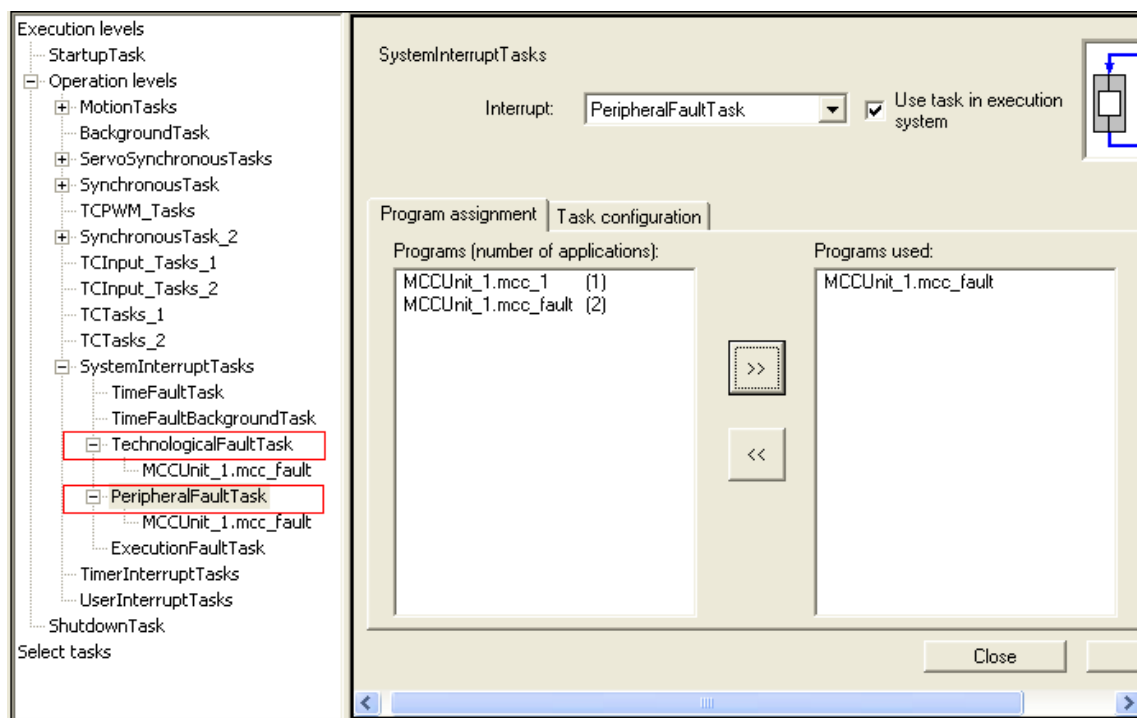 Execution levels
StartupTask
Operation levels
MotionTasks
BackgroundTask
ServoSynchronousTasks
SynchronousTask
TCPWM_Tasks
SynchronousTask_2
TCInput_Tasks_1
TCInput_Tasks_2
TCTasks_1
TCTasks_2
SystemInterruptTasks
TimeFaultTask
TimeFaultBackgroundTask
TechnologicalFaultTask
MCCUnit_1.mcc_fault
PeripheralFaultTask
MCCUnit_1.mcc_fault
ExecutionFaultTask
TimerInterruptTasks
UserInterruptTasks
ShutdownTask
Select tasks
SystemInterruptTasks
Interrupt: PeripheralFaultTask
Use task in execution
system
Program assignment Task configuration
Programs (number of applications):
MCCUnit_1.mcc_1 (1)
MCCUnit_1.mcc_fault (2)
>>
<<
Programs used:
MCCUnit_1.mcc_fault
Close